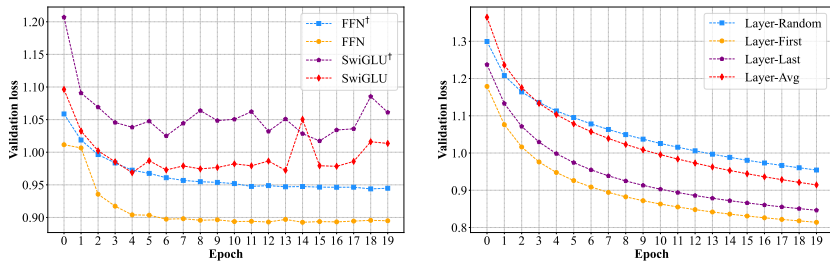 1.20
1.15
1.10
1.05
1.00
0.95
0.90
Validation loss
0 1 2 3 4 5 6 7 8 9 10 11 12 13 14 15 16 17 18 19
Epoch
FFN†
FFN
SwiGLU†
SwiGLU
1.3
1.2
1.1
1.0
0.9
0.8
Validation loss
0 1 2 3 4 5 6 7 8 9 10 11 12 13 14 15 16 17 18 19
Epoch
Layer-Random
Layer-First
Layer-Last
Layer-Avg